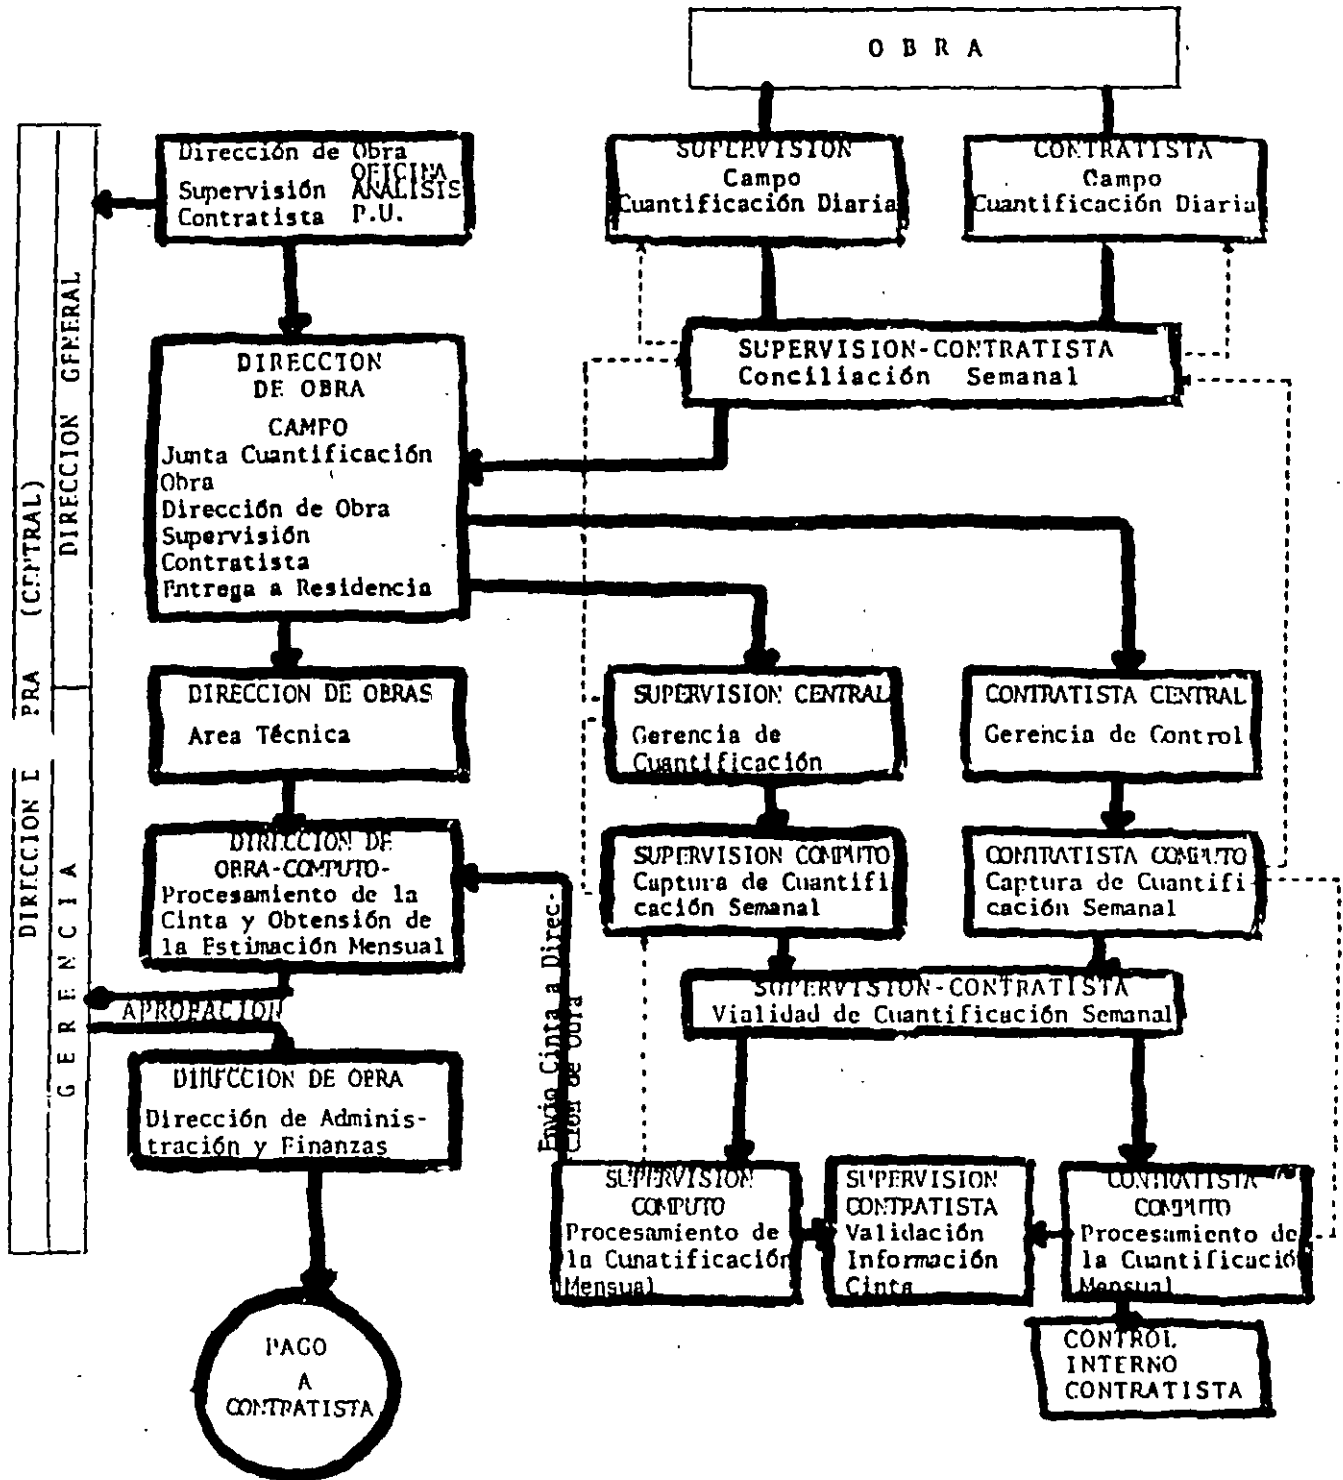 O B R A
Dirección de Obra
OFICINA
Supervisión ANALISIS
Contratista P.U.
SUPERVISION
Campo
Cuantificación Diaria
CONTRATISTA
Campo
Cuantificación Diaria
SUPERVISION-CONTRATISTA
Conciliación Semanal
DIRECCION
DE OBRA
CAMPO
Junta Cuantificación
Obra
Dirección de Obra
Supervisión
Contratista
Entrega a Residencia
DIRECCION DE OBRAS
Area Técnica
SUPERVISION CENTRAL
Gerencia de
Cuantificación
CONTRATISTA CENTRAL
Gerencia de Control
DIRECCION DE
OBRA-COMPUTO-
Procesamiento de la
Cinta y Obtensión de
la Estimación Mensual
SUPERVISION COMPUTO
Captura de Cuantifi
cación Semanal
CONTRATISTA COMPUTO
Captura de Cuantifi
cación Semanal
SUPERVISION-CONTRATISTA
Vialidad de Cuantificación Semanal
APROBACION
DIRECCION DE OBRA
Dirección de Adminis-
tración y Finanzas
Envío Cinta a Direc-
ción de Obra
SUPERVISION
COMPUTO
Procesamiento de
la Cunatificación
Mensual
SUPERVISION
CONTRATISTA
Validación
Información
Cinta
CONTRATISTA
COMPUTO
Procesamiento de
la Cuantificació
Mensual
CONTROL
INTERNO
CONTRATISTA
PAGO
A
CONTRATISTA
DIRECCION GENERAL
G E R E N C I A
DIRECCION (CENTRAL)